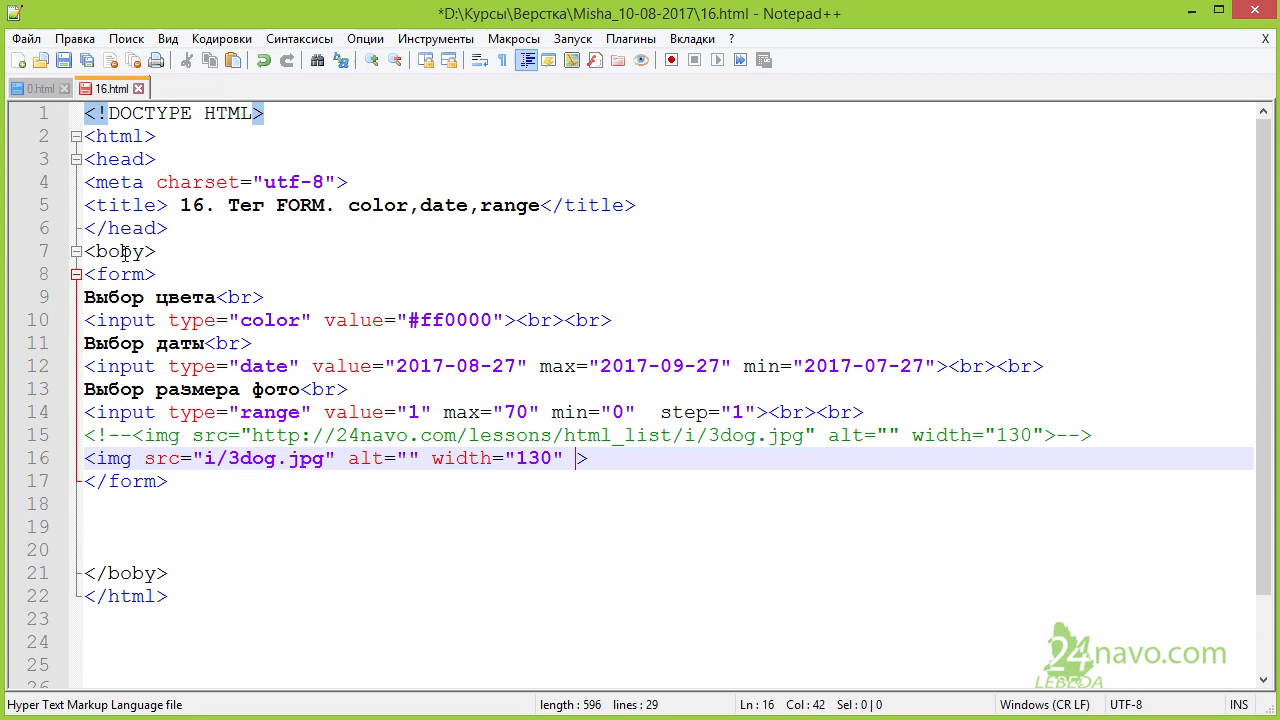 *D:\Курсы\Верстка\Misha_10-08-2017\16.html - Notepad++
Файл Правка Поиск Вид Кодировки Синтаксисы Опции Инструменты Макросы Запуск Плагины Вкладки ? X
0.html 16.html
1 <!DOCTYPE HTML>
2 <html>
3 <head>
4 <meta charset="utf-8">
5 <title> 16. Тег FORM. color,date,range</title>
6 </head>
7 <boby>
8 <form>
9 Выбор цвета<br>
10 <input type="color" value="#ff0000"><br><br>
11 Выбор даты<br>
12 <input type="date" value="2017-08-27" max="2017-09-27" min="2017-07-27"><br><br>
13 Выбор размера фото<br>
14 <input type="range" value="1" max="70" min="0"  step="1"><br><br>
15 <!--<img src="http://24navo.com/lessons/html_list/i/3dog.jpg" alt="" width="130">-->
16 <img src="i/3dog.jpg" alt="" width="130" >
17 </form>
18
19
20
21 </boby>
22 </html>
23
24
25
26
24navo.com
LEBEDA
Hyper Text Markup Language file length : 596 lines : 29 Ln : 16 Col : 42 Sel : 0 | 0 Windows (CR LF) UTF-8 INS